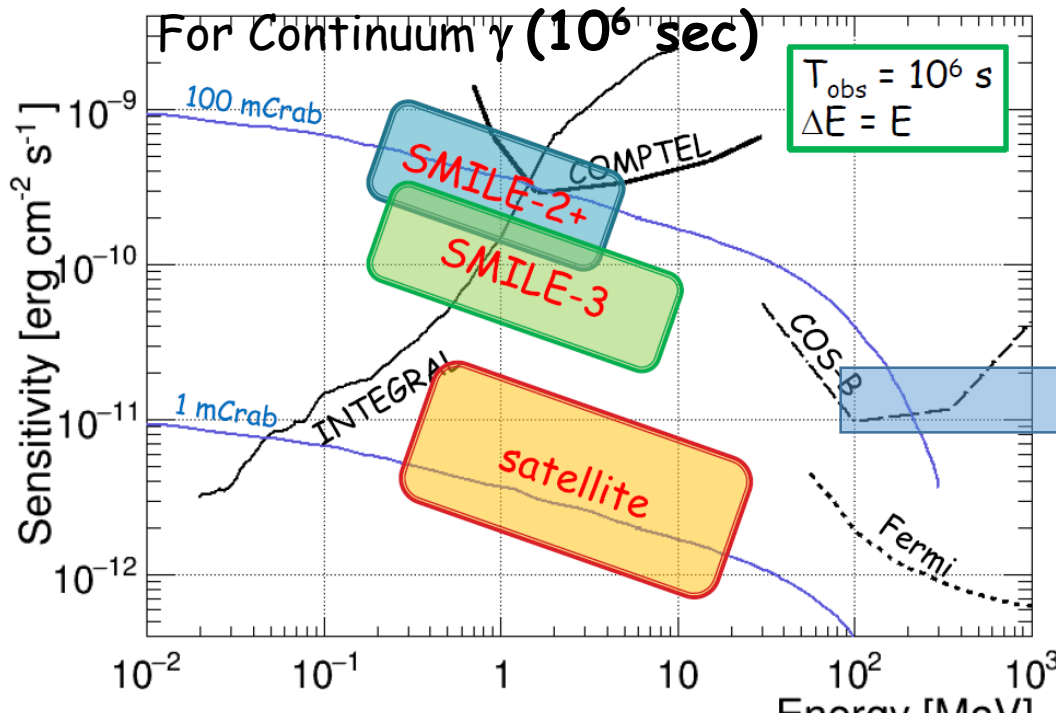 For Continuum γ (10⁶ sec)
T_obs = 10⁶ s
ΔE = E
100 mCrab
COMPTEL
SMILE-2+
SMILE-3
COS-B
INTEGRAL
1 mCrab
satellite
Fermi
Sensitivity [erg cm⁻² s⁻¹]
10⁻⁹
10⁻¹⁰
10⁻¹¹
10⁻¹²
10⁻² 10⁻¹ 1 10 10² 10³
Energy [MeV]